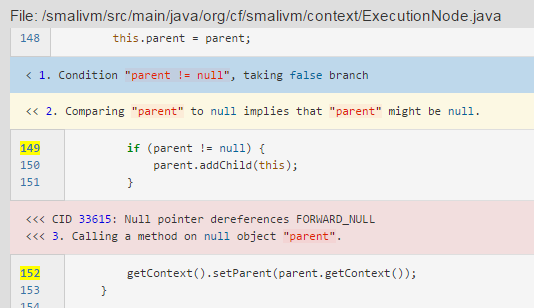 File: /smalivm/src/main/java/org/cf/smalivm/context/ExecutionNode.java
148 this.parent = parent;
< 1. Condition "parent != null", taking false branch
<< 2. Comparing "parent" to null implies that "parent" might be null.
149 if (parent != null) {
150 parent.addChild(this);
151 }
<<< CID 33615: Null pointer dereferences FORWARD_NULL
<<< 3. Calling a method on null object "parent".
152 getContext().setParent(parent.getContext());
153 }
154